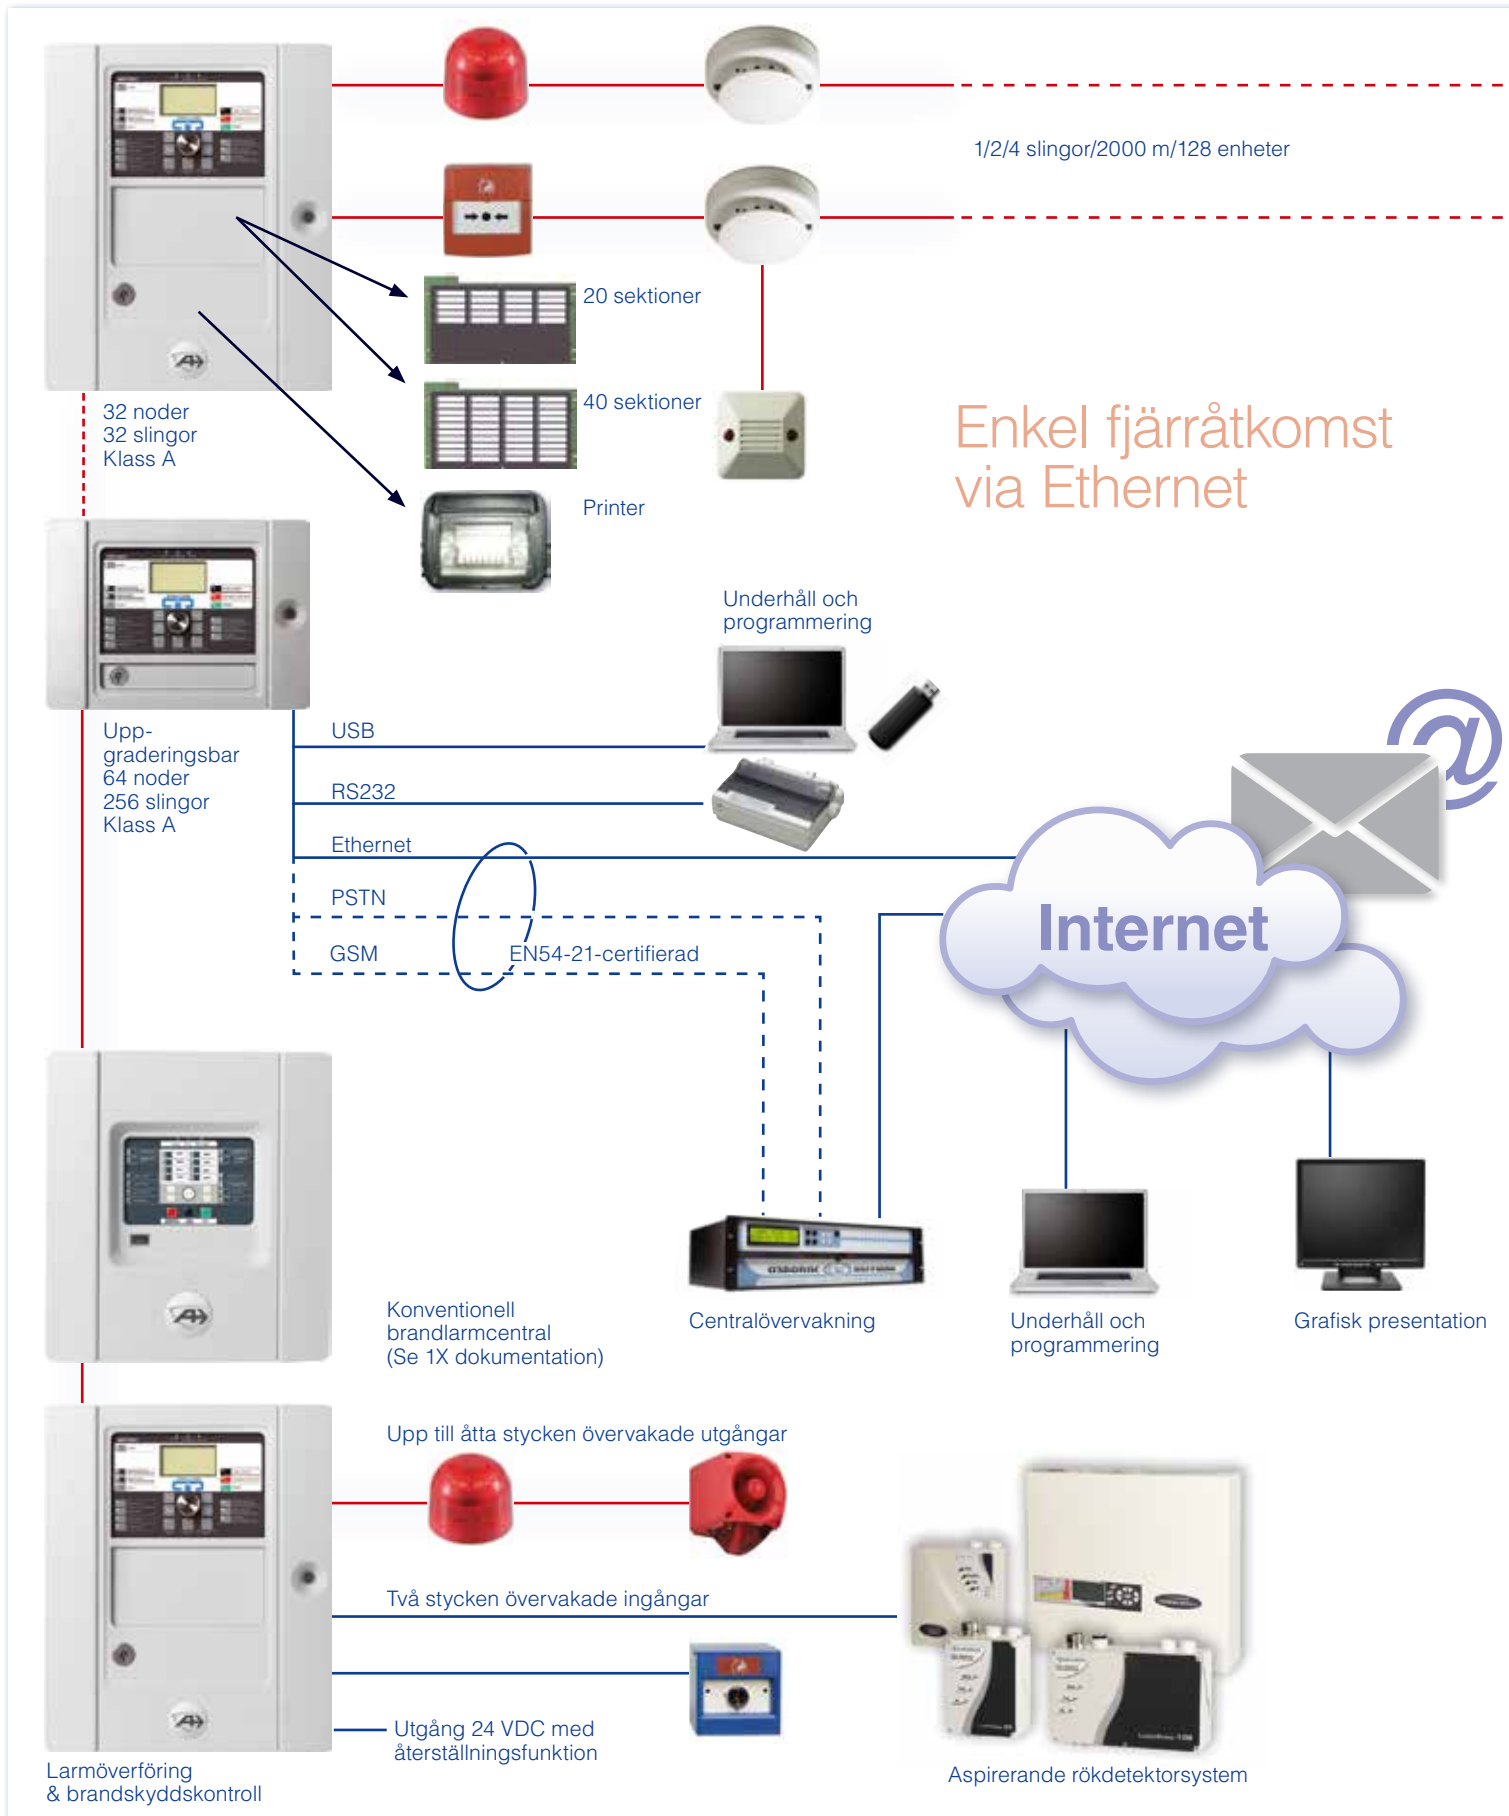 1/2/4 slingor/2000 m/128 enheter
20 sektioner
40 sektioner
Printer
32 noder
32 slingor
Klass A
Enkel fjärråtkomst
via Ethernet
Underhåll och
programmering
Upp-
graderingsbar
64 noder
256 slingor
Klass A
USB
RS232
Ethernet
PSTN
GSM
EN54-21-certifierad
@
Internet
Konventionell
brandlarmcentral
(Se 1X dokumentation)
Centralövervakning
Underhåll och
programmering
Grafisk presentation
Upp till åtta stycken övervakade utgångar
Två stycken övervakade ingångar
Utgång 24 VDC med
återställningsfunktion
Larmöverföring
& brandskyddskontroll
Aspirerande rökdetektorsystem